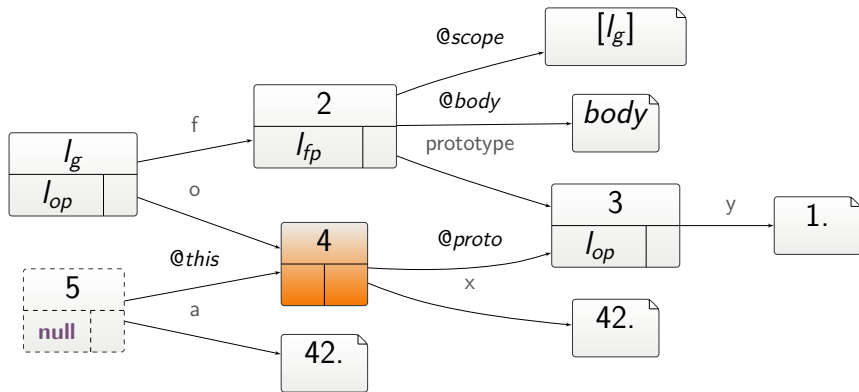 @scope
[l_g]
2
@body
body
l_fp
f
prototype
l_g
l_op
o
3
y
1.
4
@proto
l_op
@this
x
5
a
42.
null
42.